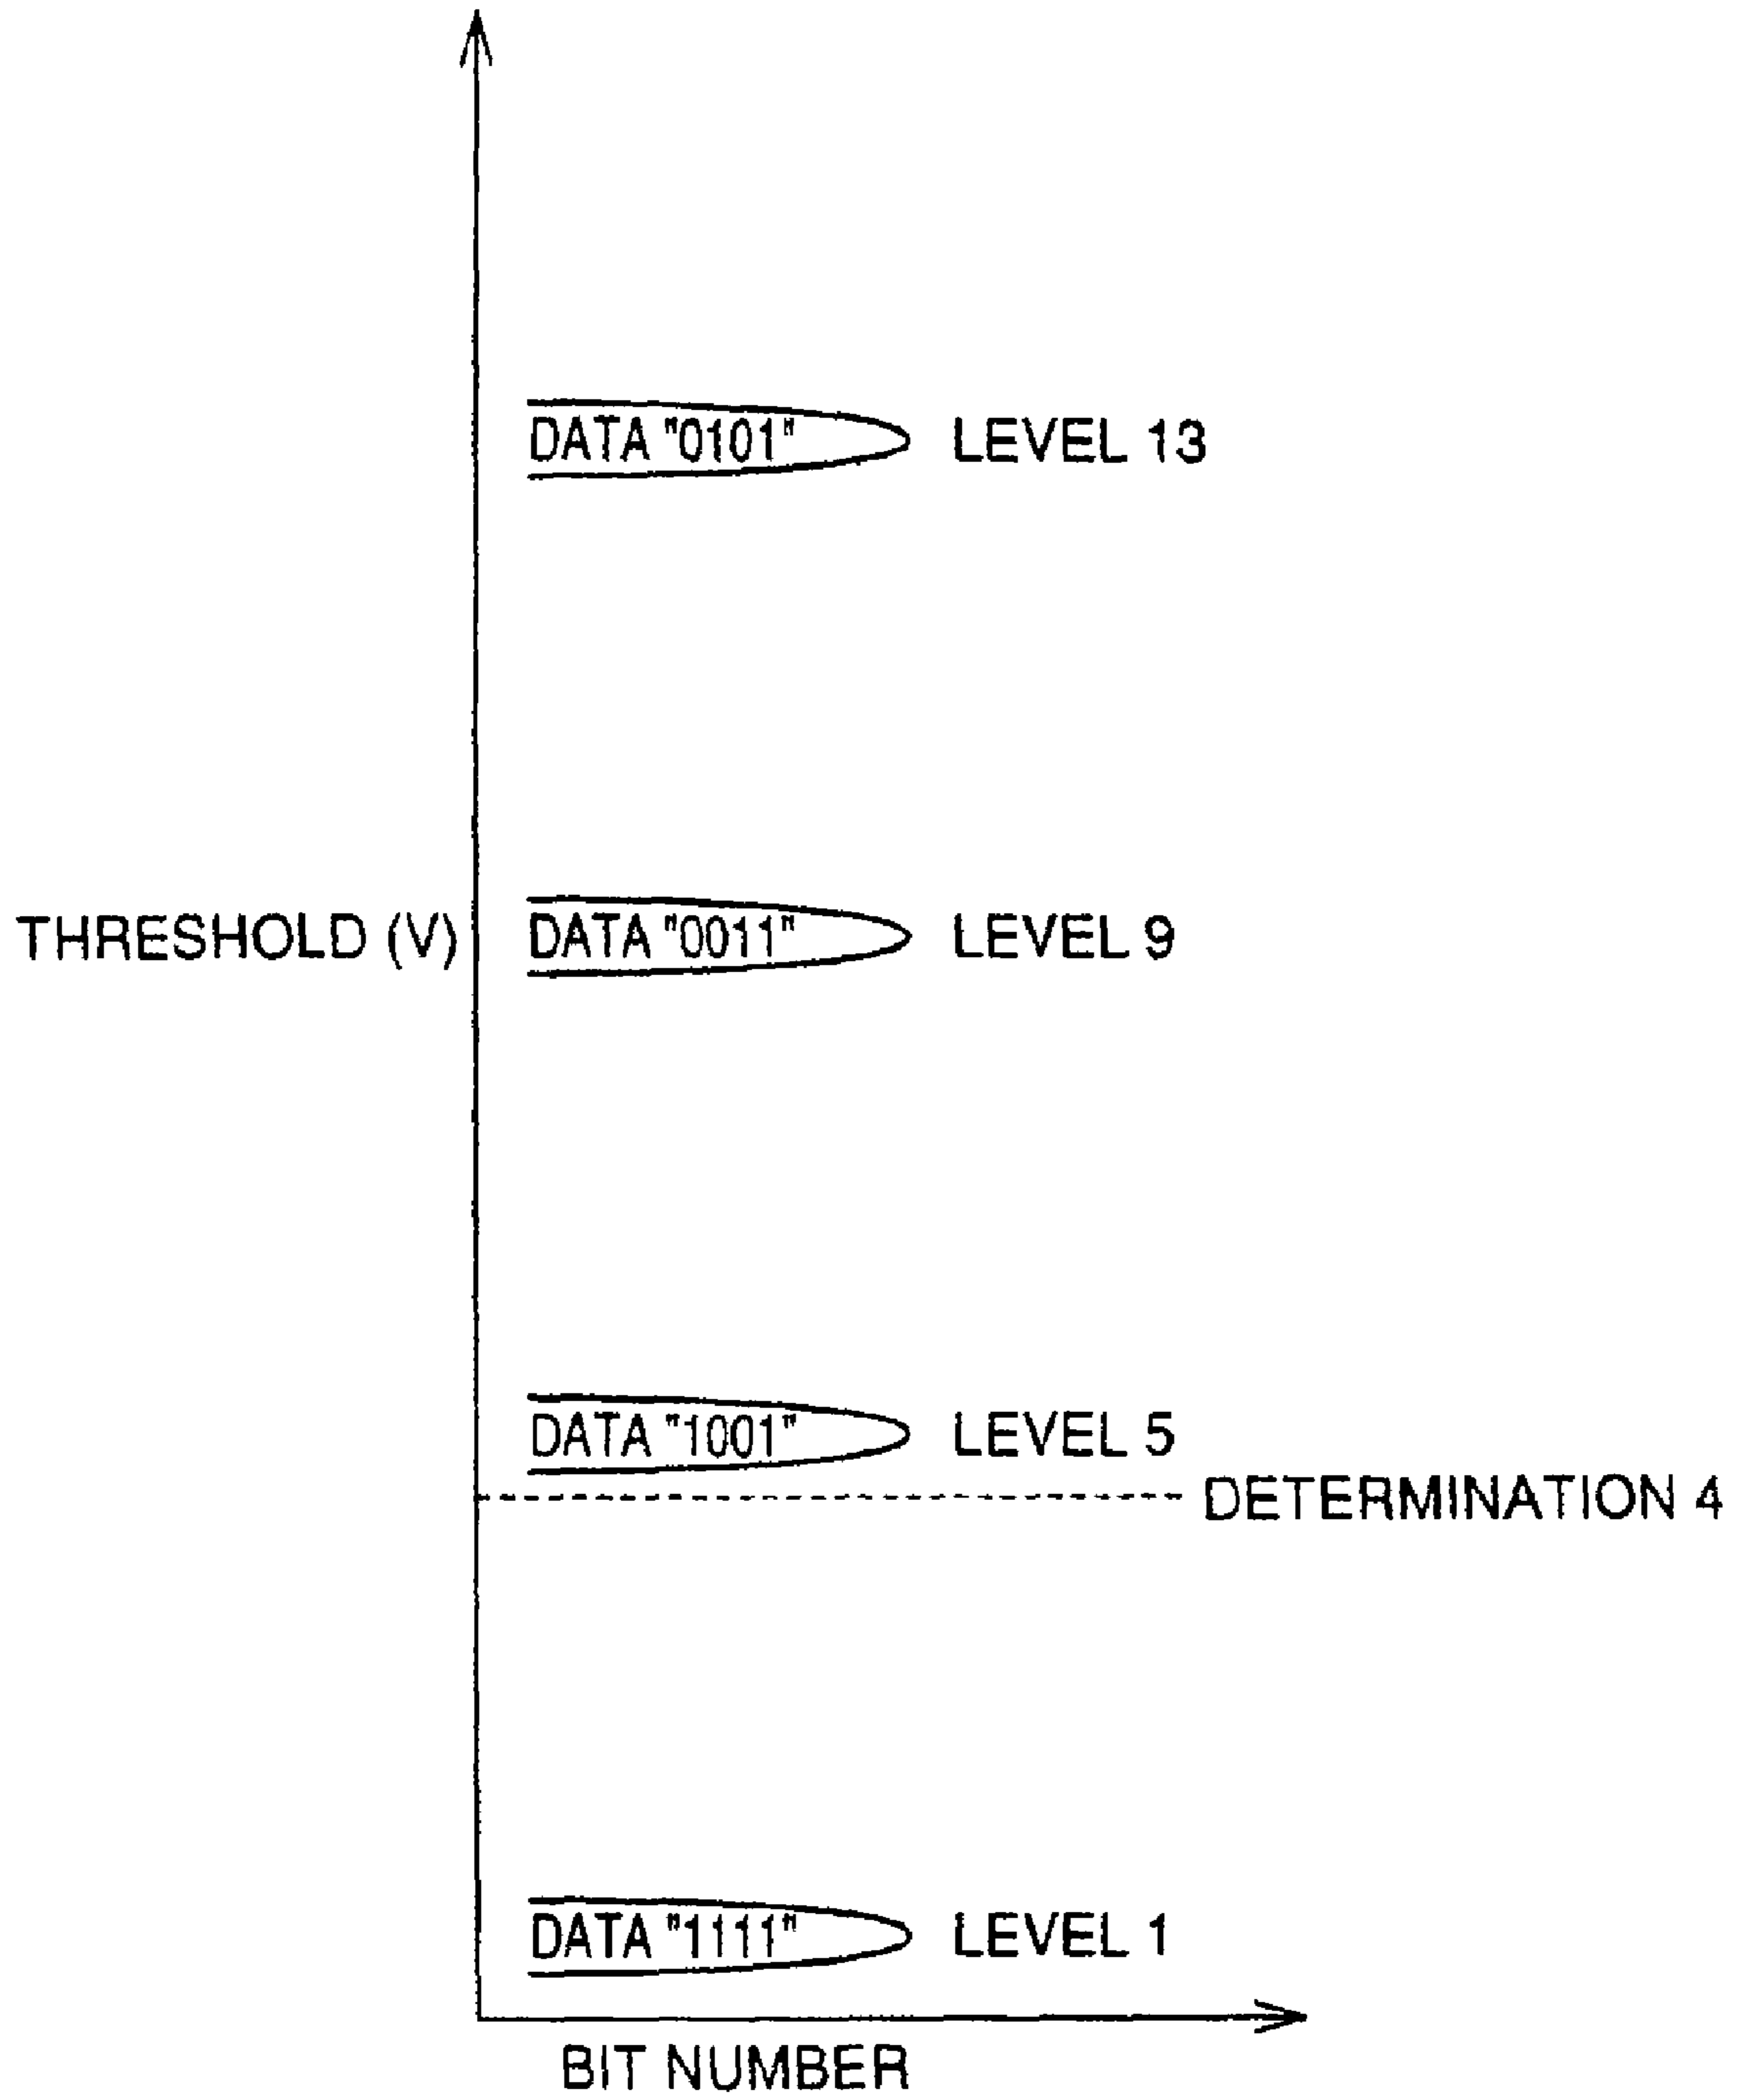 DATA "0101" LEVEL 13
THRESHOLD (V) DATA "0011" LEVEL 9
DATA "1001" LEVEL 5
DETERMINATION 4
DATA "1111" LEVEL 1
BIT NUMBER